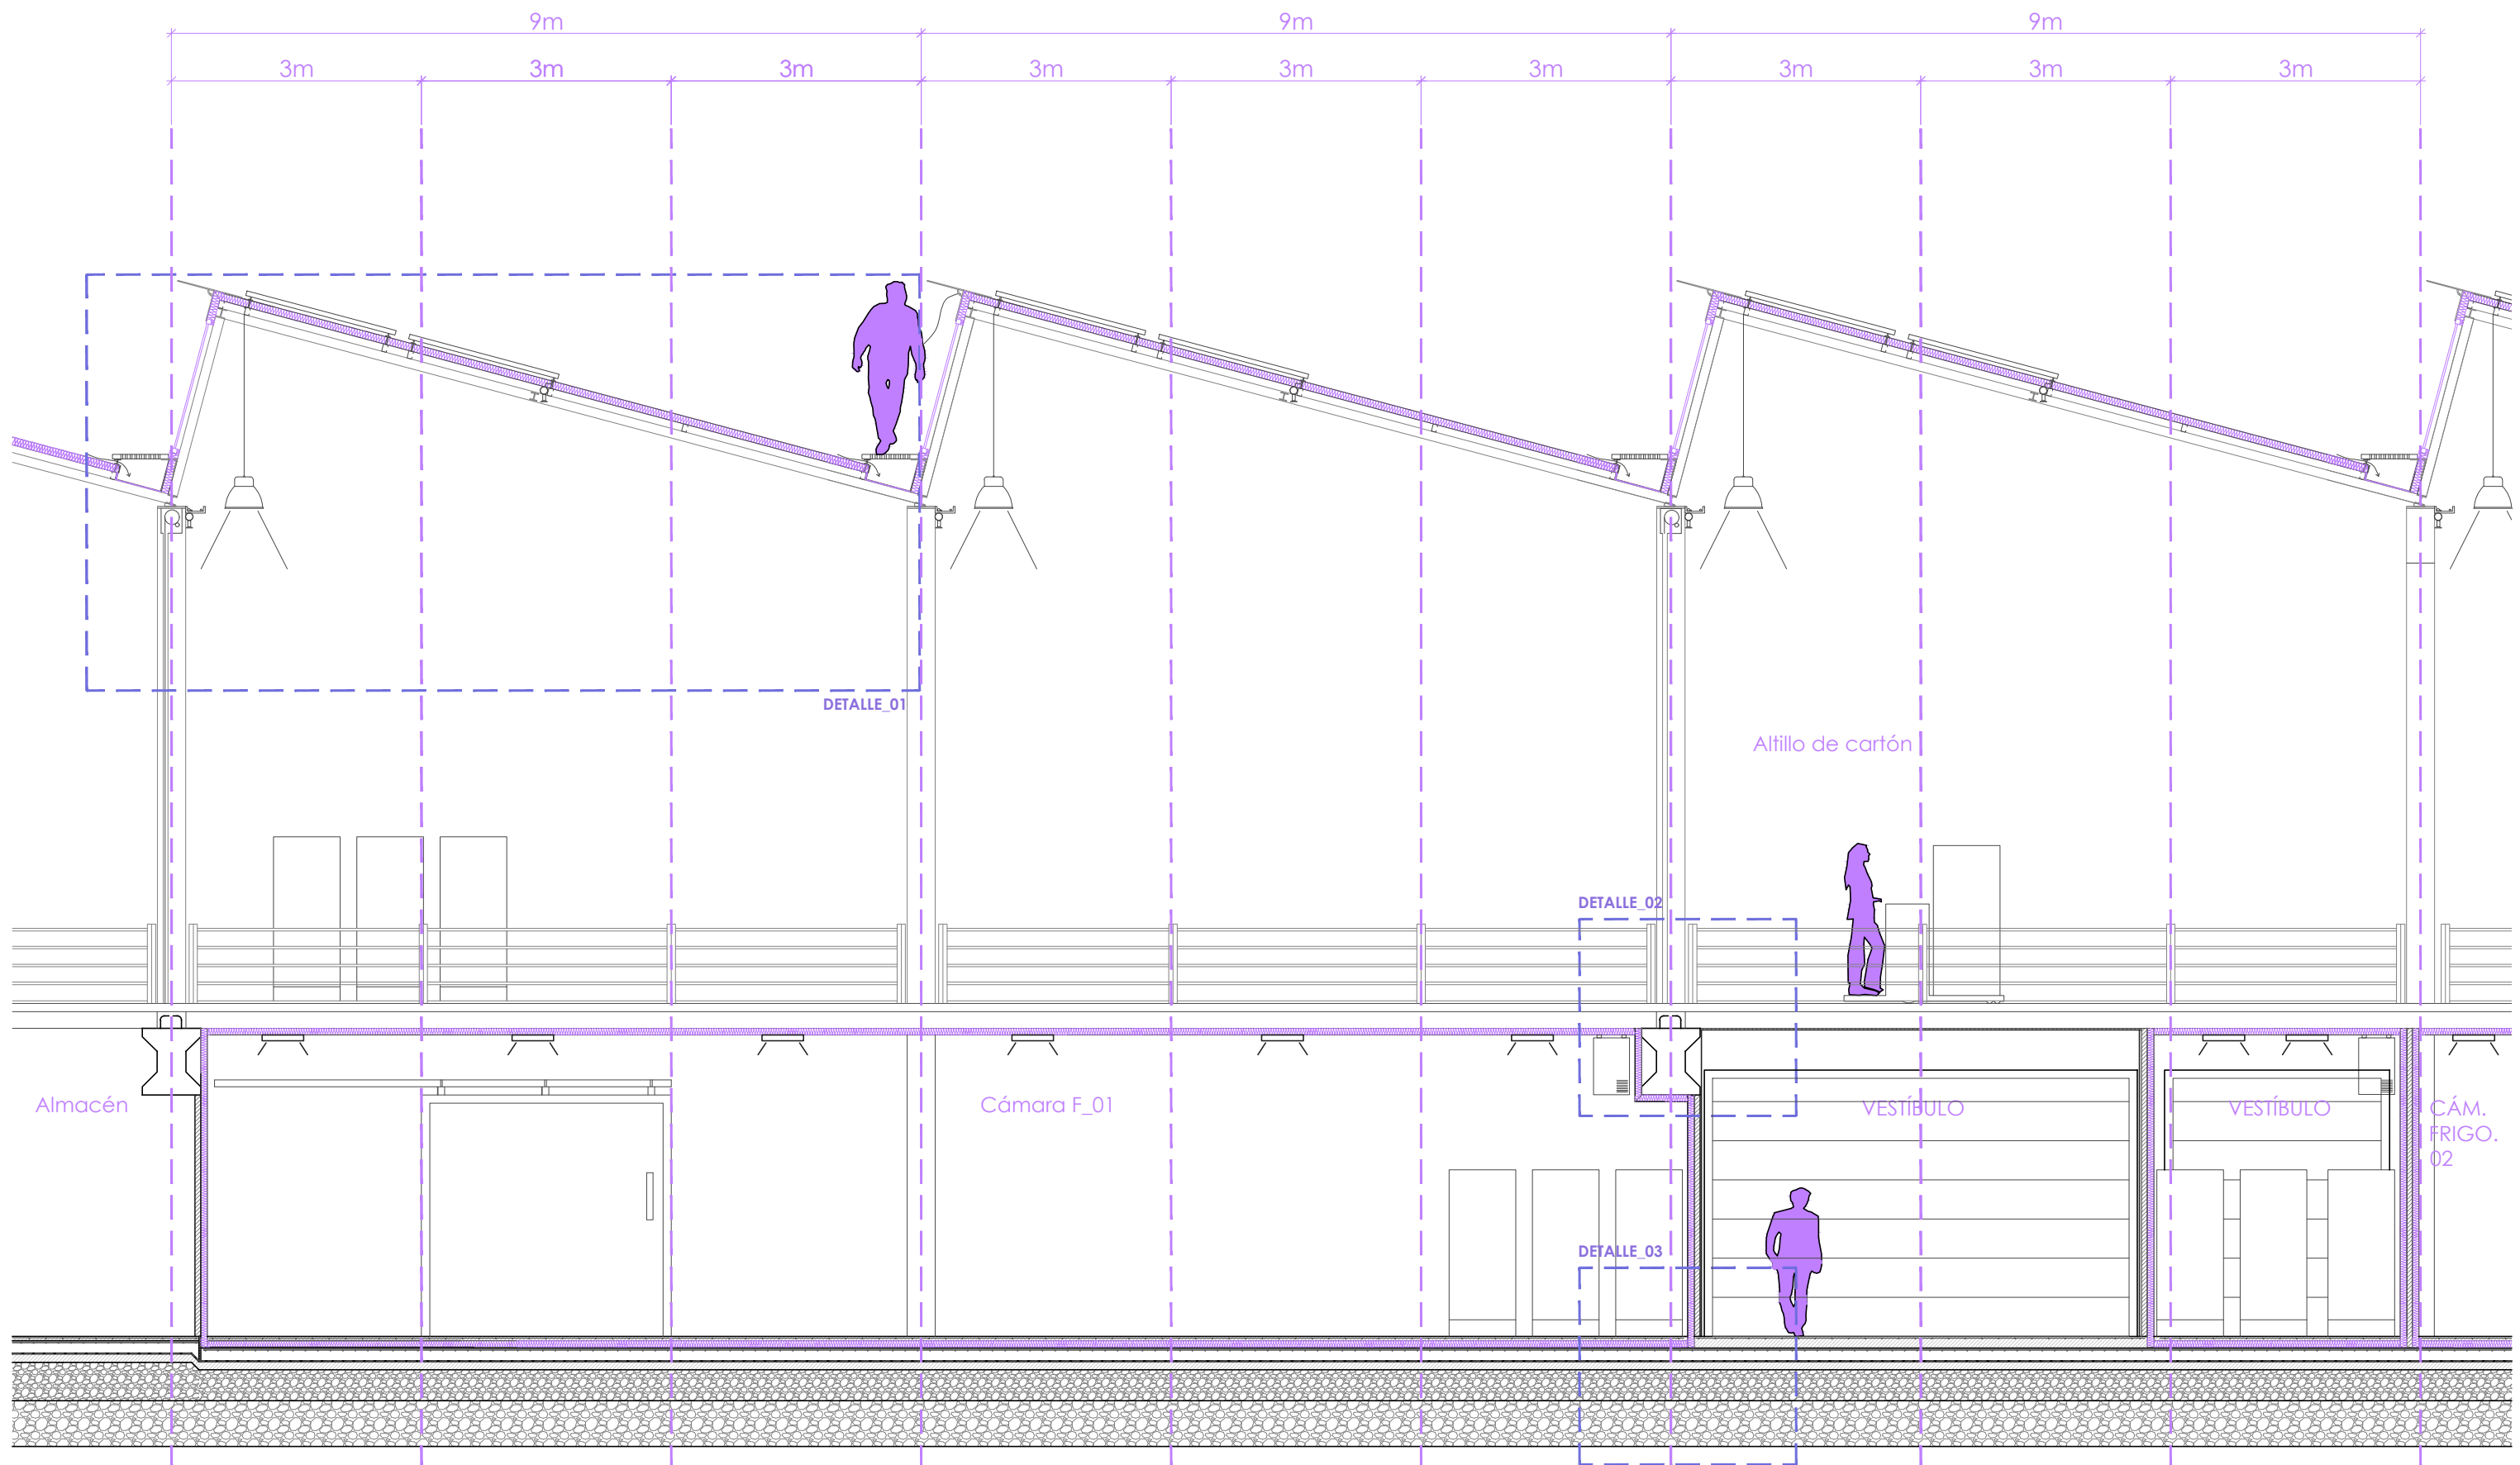 9m 9m 9m
3m 3m 3m 3m 3m 3m 3m 3m 3m
DETALLE_01
Altillo de cartón
DETALLE_02
Almacén
Cámara F_01
VESTÍBULO
VESTÍBULO
CÁM.
FRIGO.
02
DETALLE_03